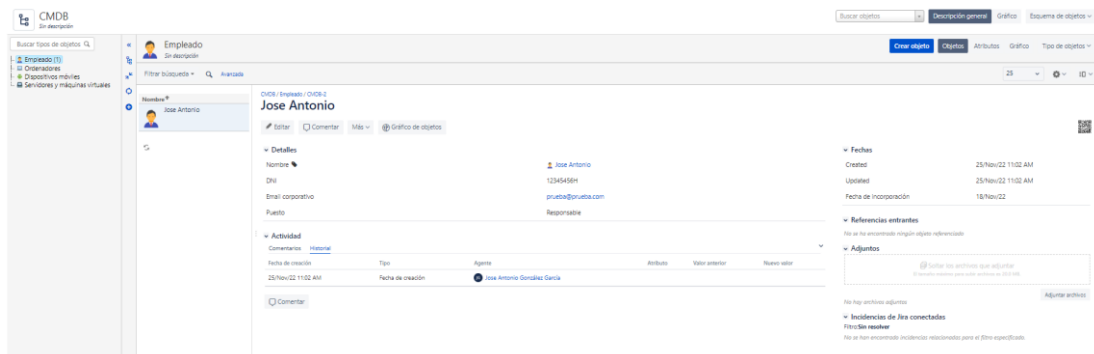 CMDB
Sin descripción
Buscar objetos
Descripción general
Gráfico
Esquema de objetos
Buscar tipos de objetos
Empleado (1)
Ordenadores
Dispositivos móviles
Servidores y máquinas virtuales
Empleado
Sin descripción
Crear objeto
Objetos
Atributos
Gráfico
Tipo de objetos
Filtrar búsqueda
Avanzada
25
ID
Nombre
Jose Antonio
CMDB / Empleado / CMDB-2
Jose Antonio
Editar
Comentar
Más
Gráfico de objetos
Detalles
Nombre
Jose Antonio
DNI
12345456H
Email corporativo
prueba@prueba.com
Puesto
Responsable
Actividad
Comentarios
Historial
Fecha de creación
Tipo
Agente
Atributo
Valor anterior
Nuevo valor
25/Nov/22 11:02 AM
Fecha de creación
Jose Antonio González García
Comentar
Fechas
Created
25/Nov/22 11:02 AM
Updated
25/Nov/22 11:02 AM
Fecha de incorporación
18/Nov/22
Referencias entrantes
No se ha encontrado ningún objeto referenciado
Adjuntos
Soltar los archivos que adjuntar
Adjuntar archivos
No hay archivos adjuntos
Incidencias de Jira conectadas
Filtro:Sin resolver
No se han encontrado incidencias relacionadas para el filtro especificado.